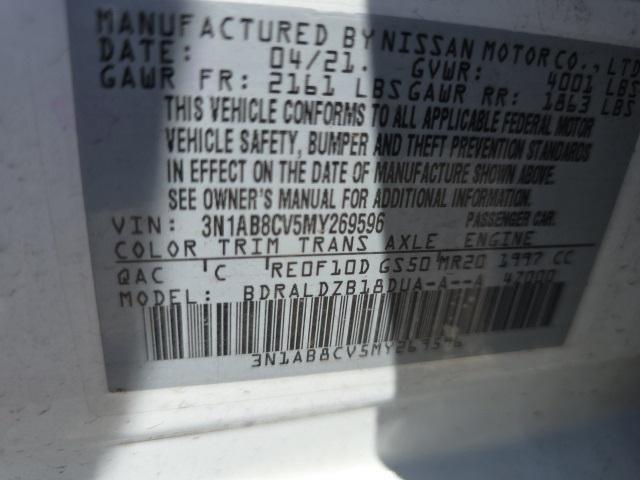 MANUFACTURED BY NISSAN MOTOR CO., LTD
DATE: 04/21. GVWR: 4001 LBS
GAWR FR: 2161 LBS GAWR RR: 1863 LBS
THIS VEHICLE CONFORMS TO ALL APPLICABLE FEDERAL MOTOR
VEHICLE SAFETY, BUMPER AND THEFT PREVENTION STANDARDS
IN EFFECT ON THE DATE OF MANUFACTURE SHOWN ABOVE.
SEE OWNER'S MANUAL FOR ADDITIONAL INFORMATION.
VIN: 3N1AB8CV5MY269596 PASSENGER CAR.
COLOR TRIM TRANS AXLE ENGINE
QAC C RE0F10D GS50 MR20 1997 CC
MODEL: BDRALDZB18DUA-A--A 47000
3N1AB8CV5MY269596